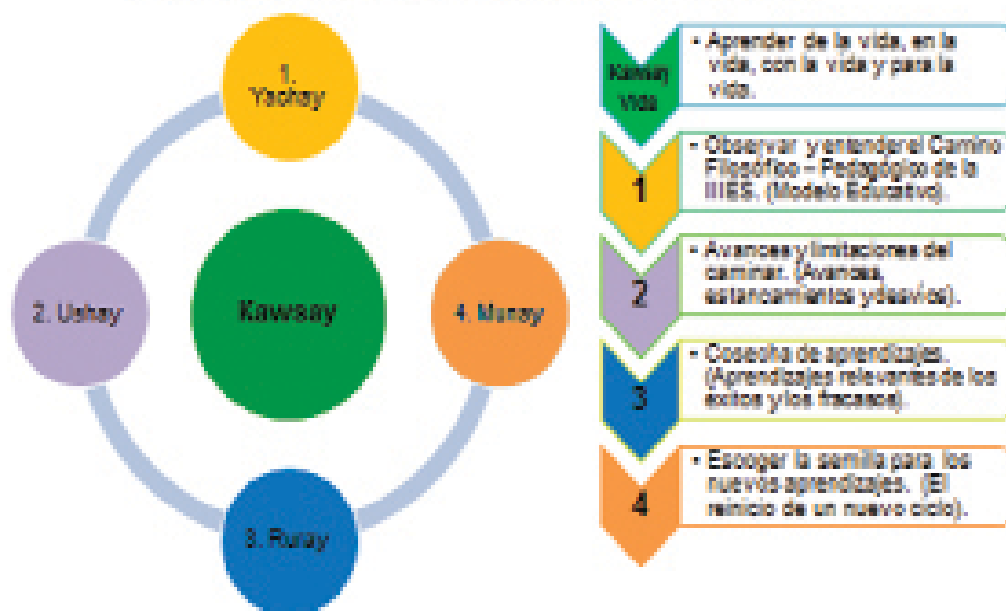 1.
Yachay
2. Ushay
Kawsay
4. Munay
3. Ruray
Kawsay
Vida
• Aprender de la vida, en la
vida, con la vida y para la
vida.
1
• Observar y entender el Camino
Filosófico – Pedagógico de la
IIIES. (Modelo Educativo).
2
• Avances y limitaciones del
caminar. (Avances,
estancamientos y desvíos).
3
• Cosecha de aprendizajes.
(Aprendizajes relevantes de los
éxitos y los fracasos).
4
• Escoger la semilla para los
nuevos aprendizajes. (El
reinicio de un nuevo ciclo).